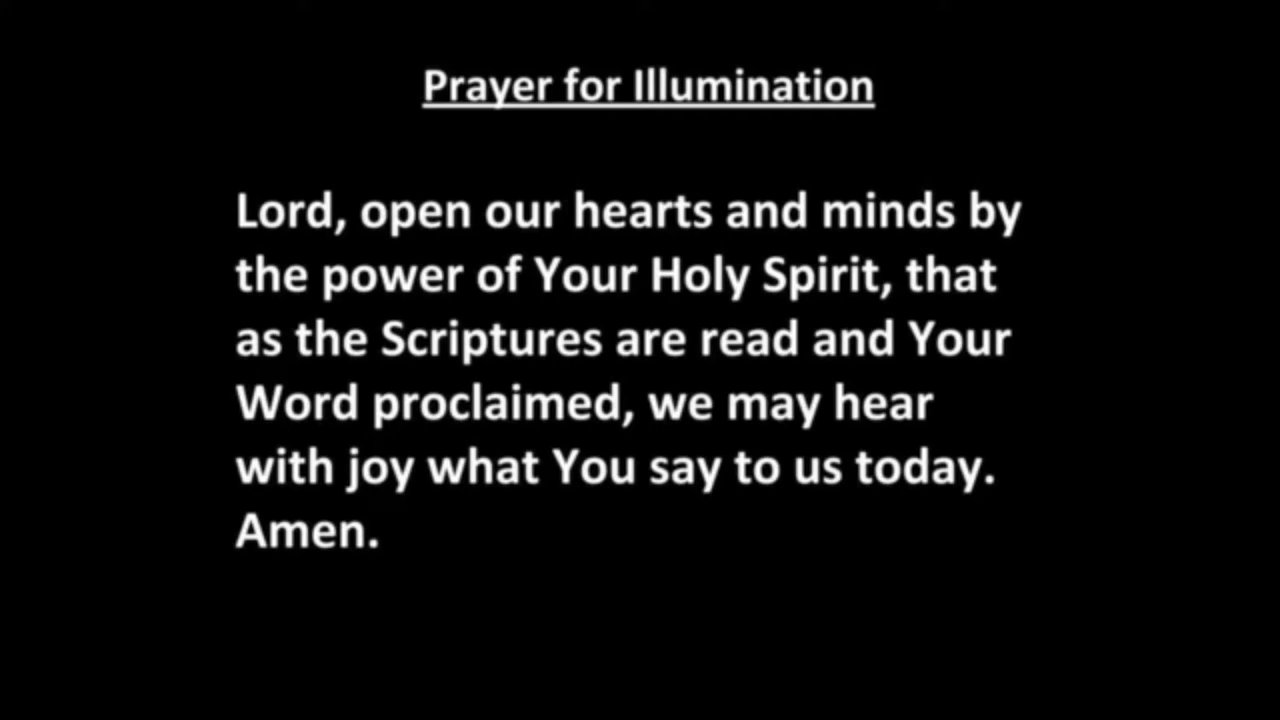 Prayer for Illumination
Lord, open our hearts and minds by
the power of Your Holy Spirit, that
as the Scriptures are read and Your
Word proclaimed, we may hear
with joy what You say to us today.
Amen.